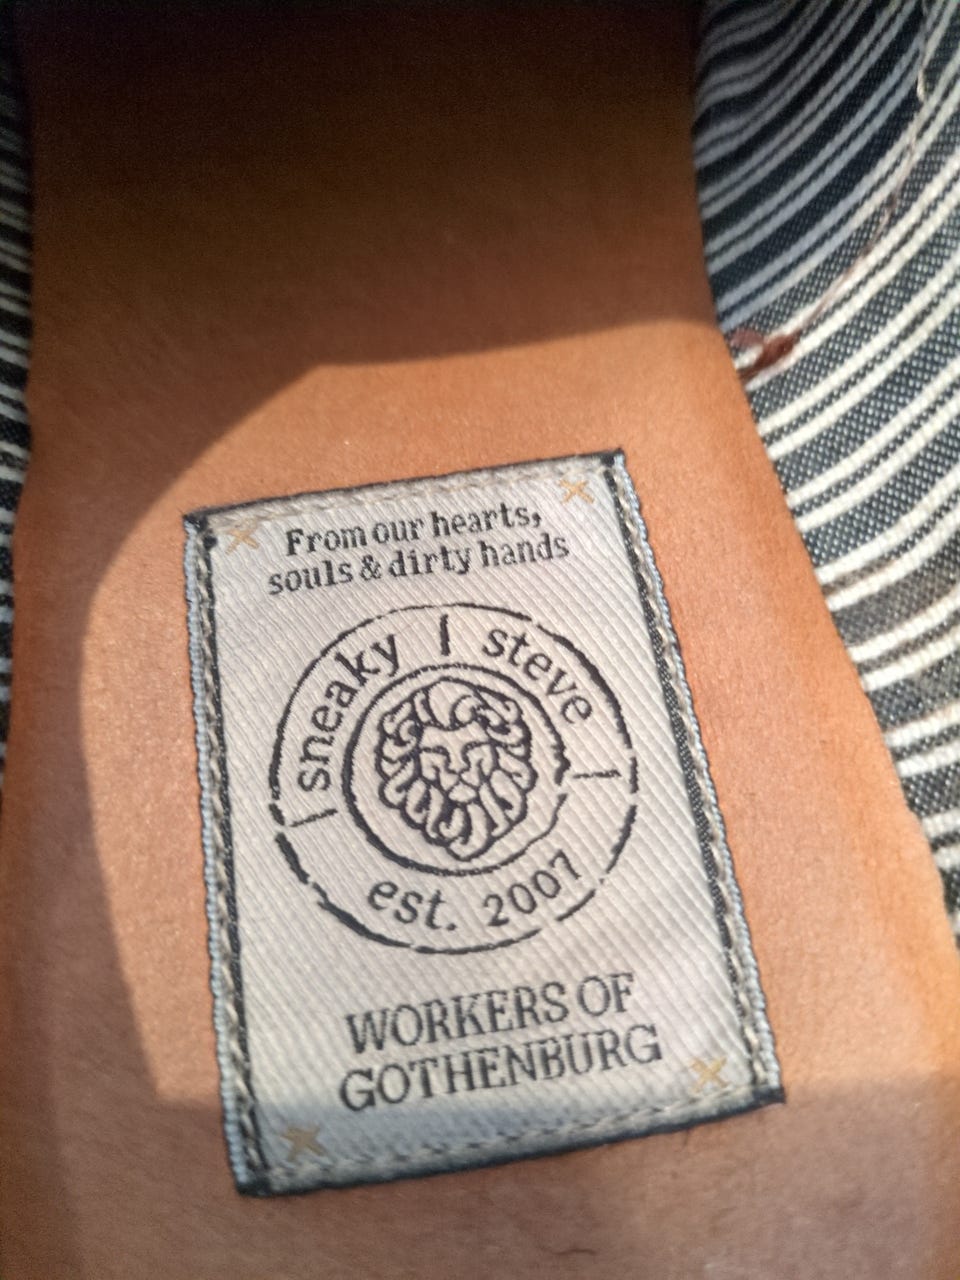 From our hearts,
souls & dirty hands
sneaky | steve
est. 2007
WORKERS OF
GOTHENBURG